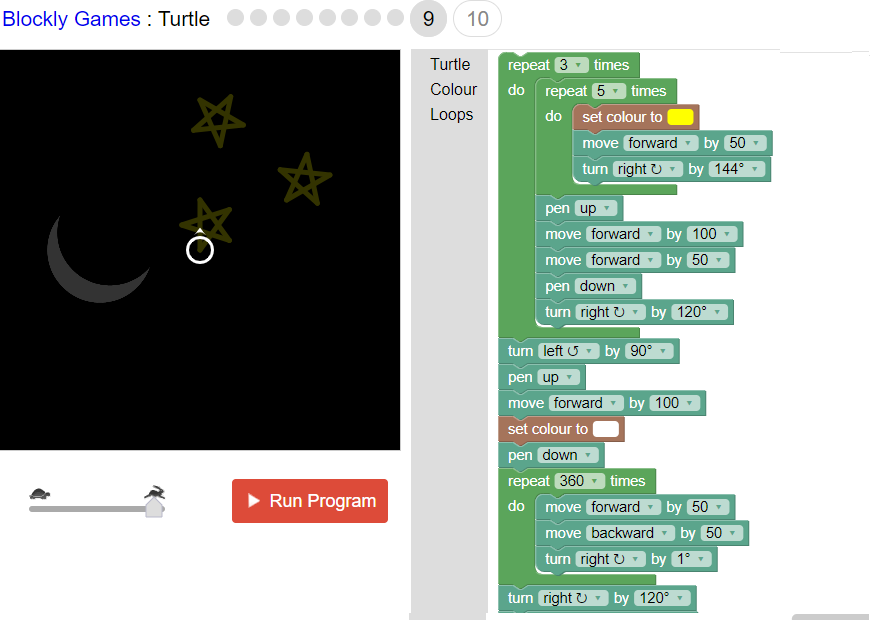 Blockly Games : Turtle 9 10
Turtle
Colour
Loops
repeat 3 times
do repeat 5 times
do set colour to
move forward by 50
turn right ↻ by 144°
pen up
move forward by 100
move forward by 50
pen down
turn right ↻ by 120°
turn left ↺ by 90°
pen up
move forward by 100
set colour to
pen down
repeat 360 times
do move forward by 50
move backward by 50
turn right ↻ by 1°
turn right ↻ by 120°
Run Program